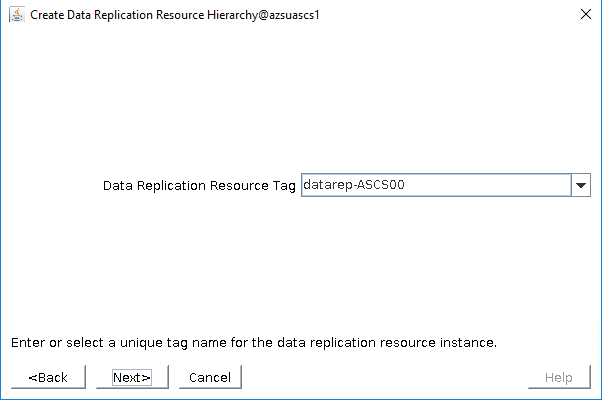 Create Data Replication Resource Hierarchy@azsuascs1
Data Replication Resource Tag datarep-ASCS00
Enter or select a unique tag name for the data replication resource instance.
<Back Next> Cancel Help